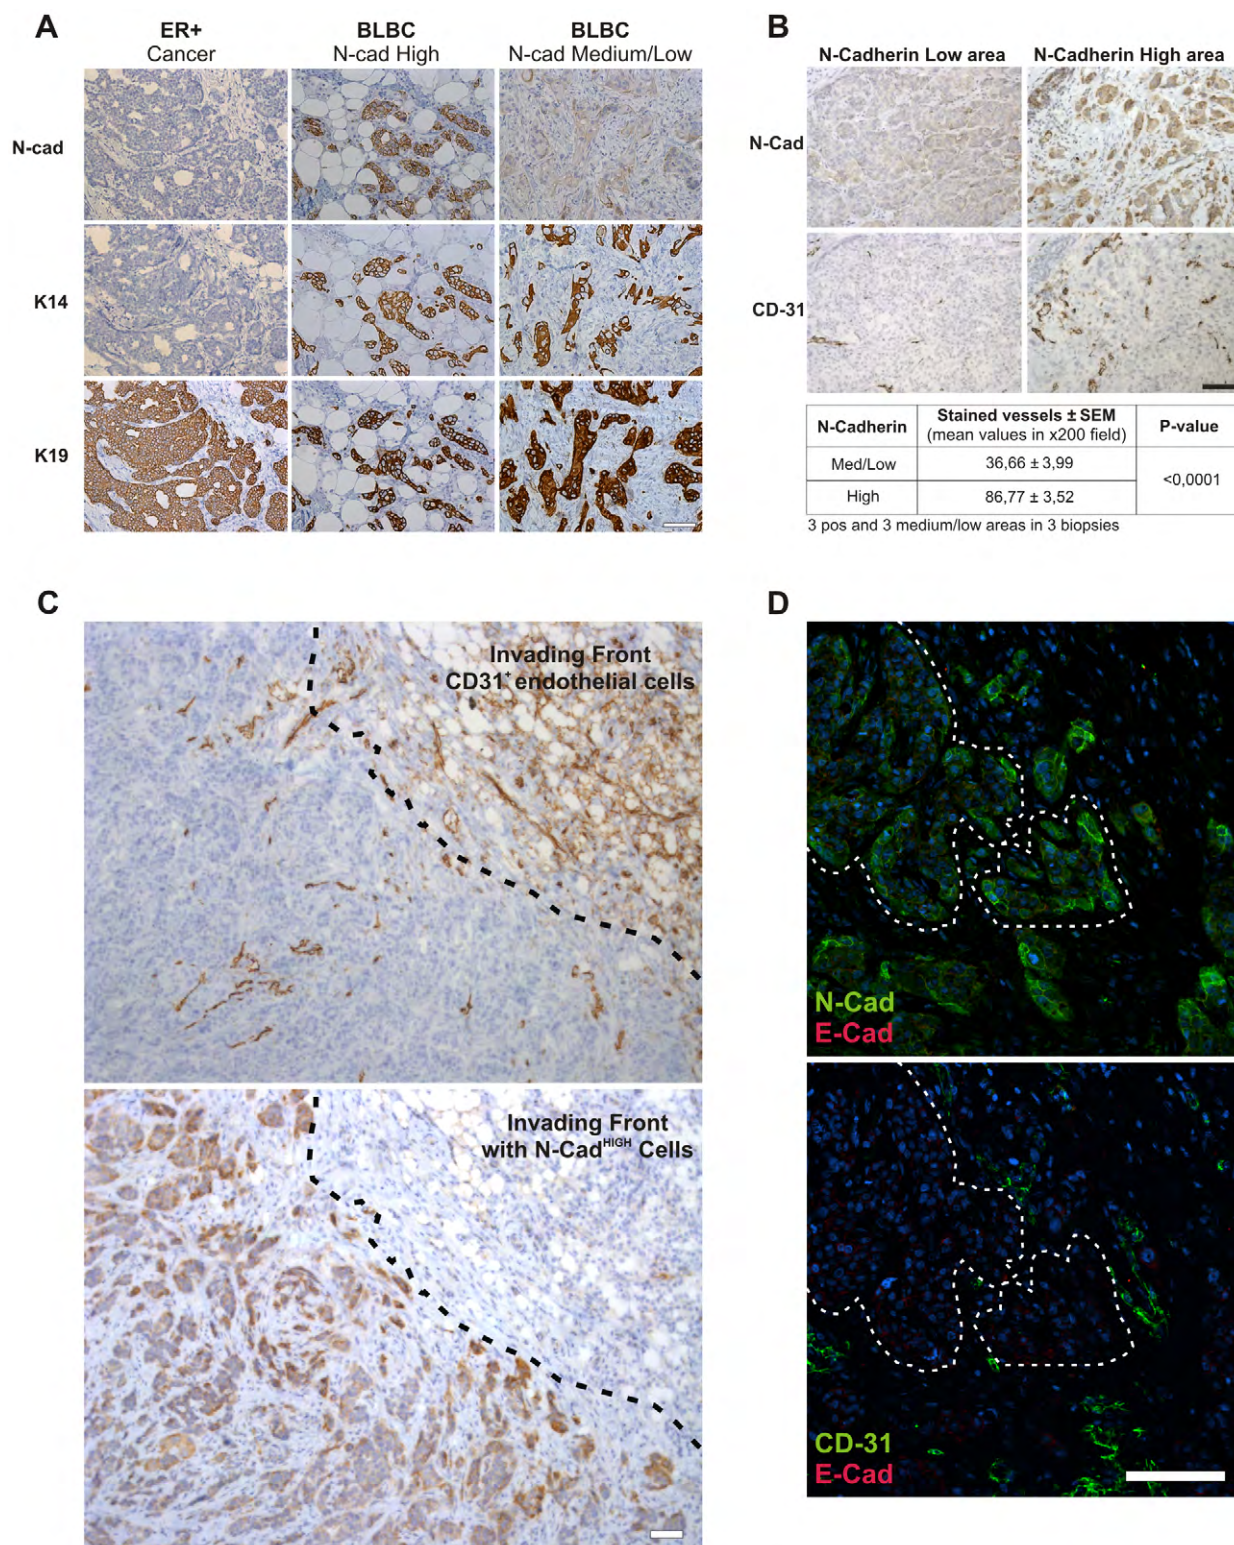 A
ER+
Cancer
BLBC
N-cad High
BLBC
N-cad Medium/Low
N-cad
K14
K19
B
N-Cadherin Low area
N-Cadherin High area
N-Cad
CD-31
N-Cadherin
Stained vessels ± SEM
(mean values in x200 field)
P-value
Med/Low
36,66 ± 3,99
<0,0001
High
86,77 ± 3,52
3 pos and 3 medium/low areas in 3 biopsies
C
Invading Front
CD31⁺ endothelial cells
Invading Front
with N-Cad^HIGH Cells
D
N-Cad
E-Cad
CD-31
E-Cad